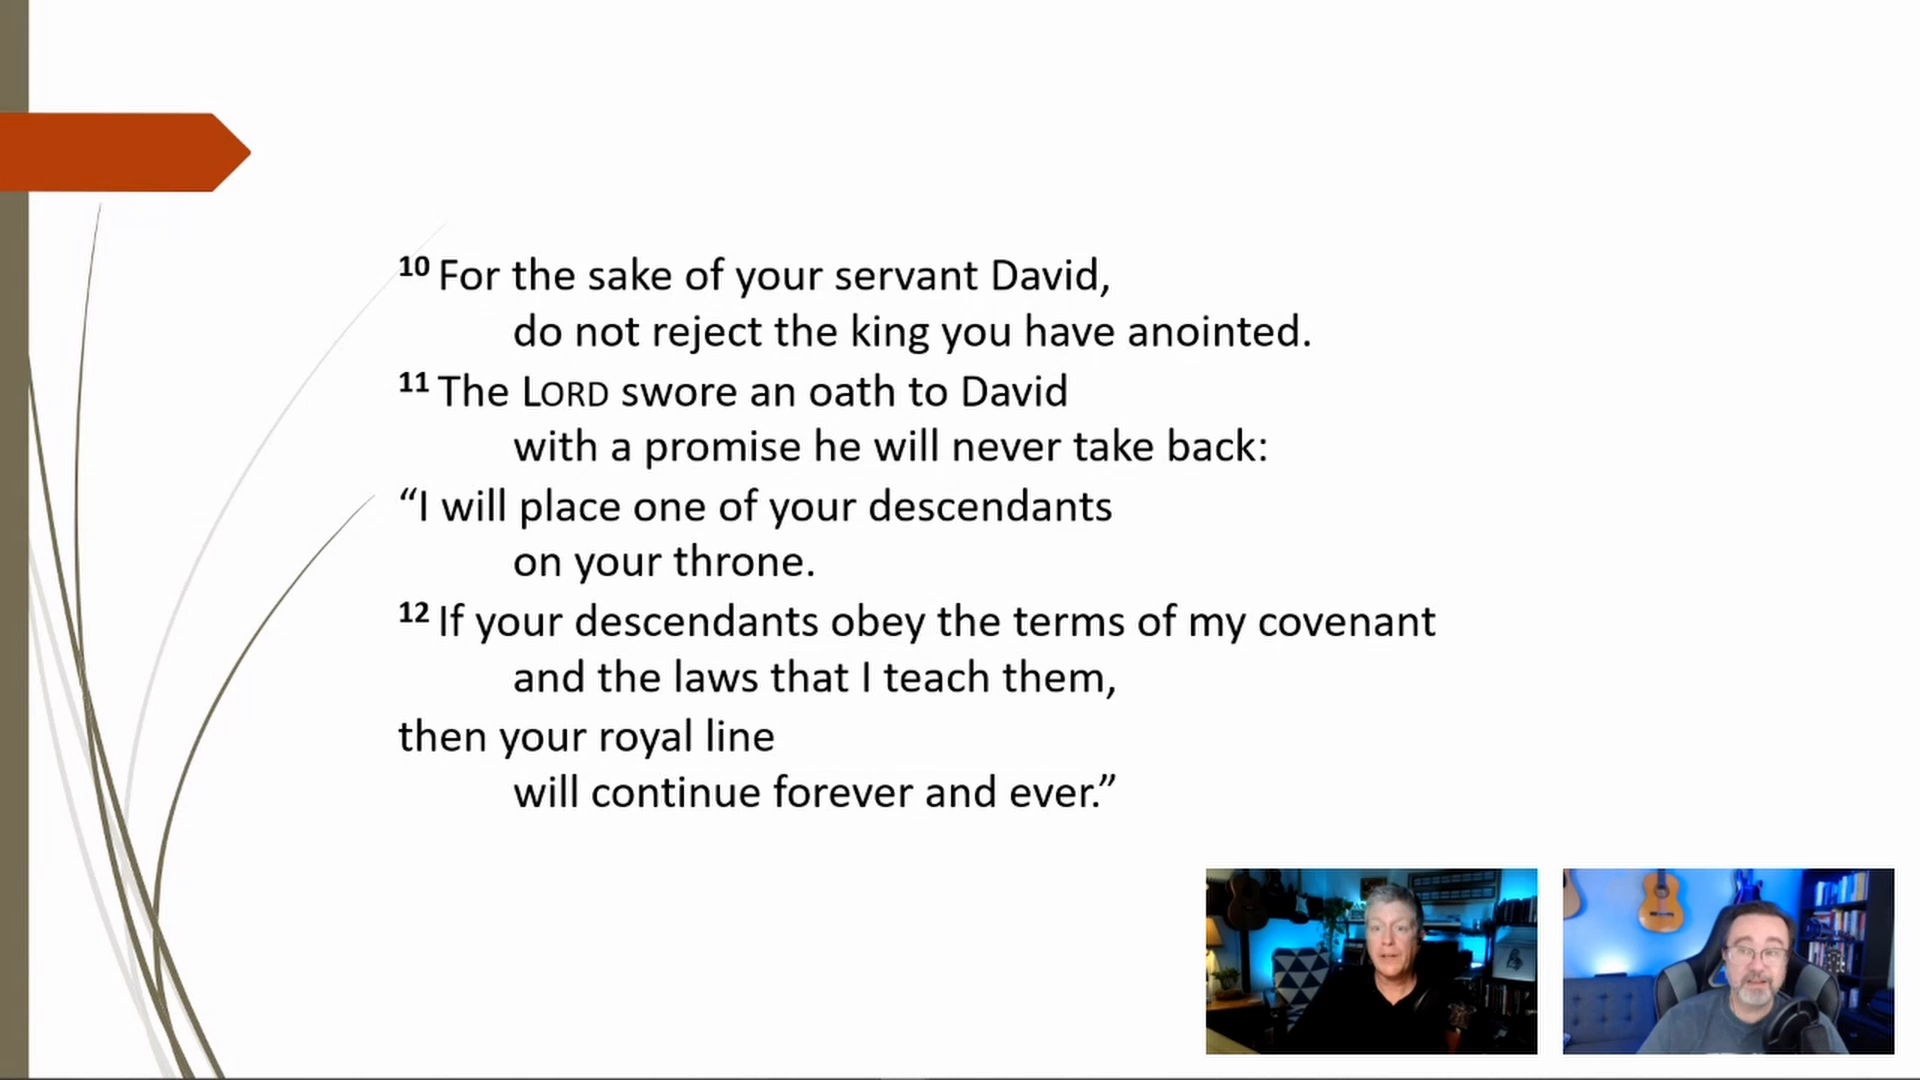 10 For the sake of your servant David,
do not reject the king you have anointed.
11 The LORD swore an oath to David
with a promise he will never take back:
“I will place one of your descendants
on your throne.
12 If your descendants obey the terms of my covenant
and the laws that I teach them,
then your royal line
will continue forever and ever.”